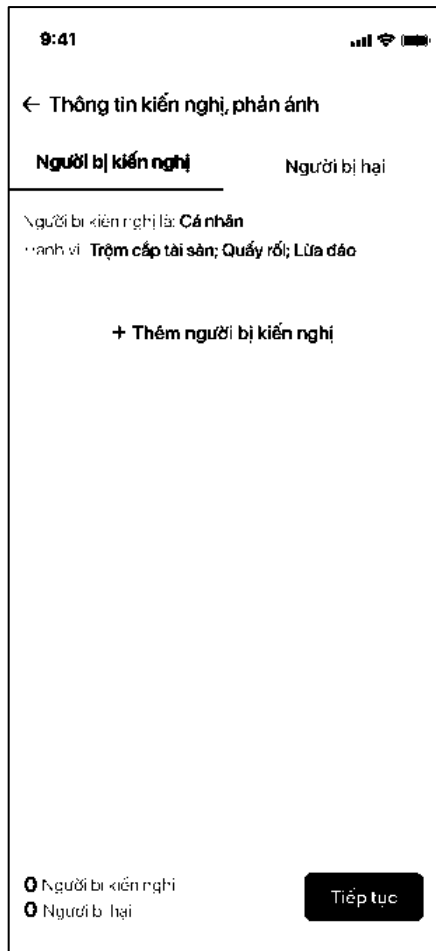 9:41
← Thông tin kiến nghị, phản ánh
Người bị kiến nghị
Người bị hại
Người bị kiến nghị là: Cá nhân
Hành vi: Trộm cắp tài sản; Quấy rối; Lừa đảo
+ Thêm người bị kiến nghị
0 Người bị kiến nghị
0 Người bị hại
Tiếp tục